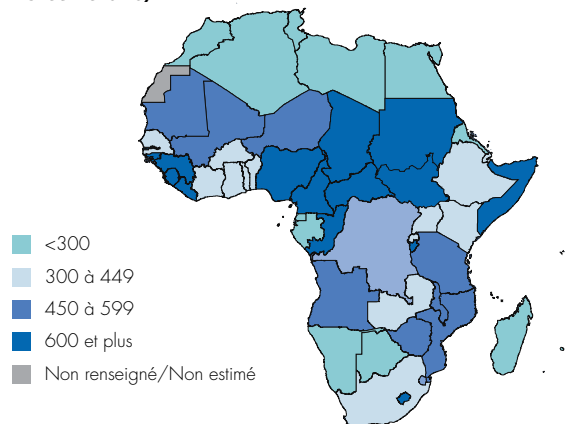 <300
300 à 449
450 à 599
600 et plus
Non renseigné/Non estimé